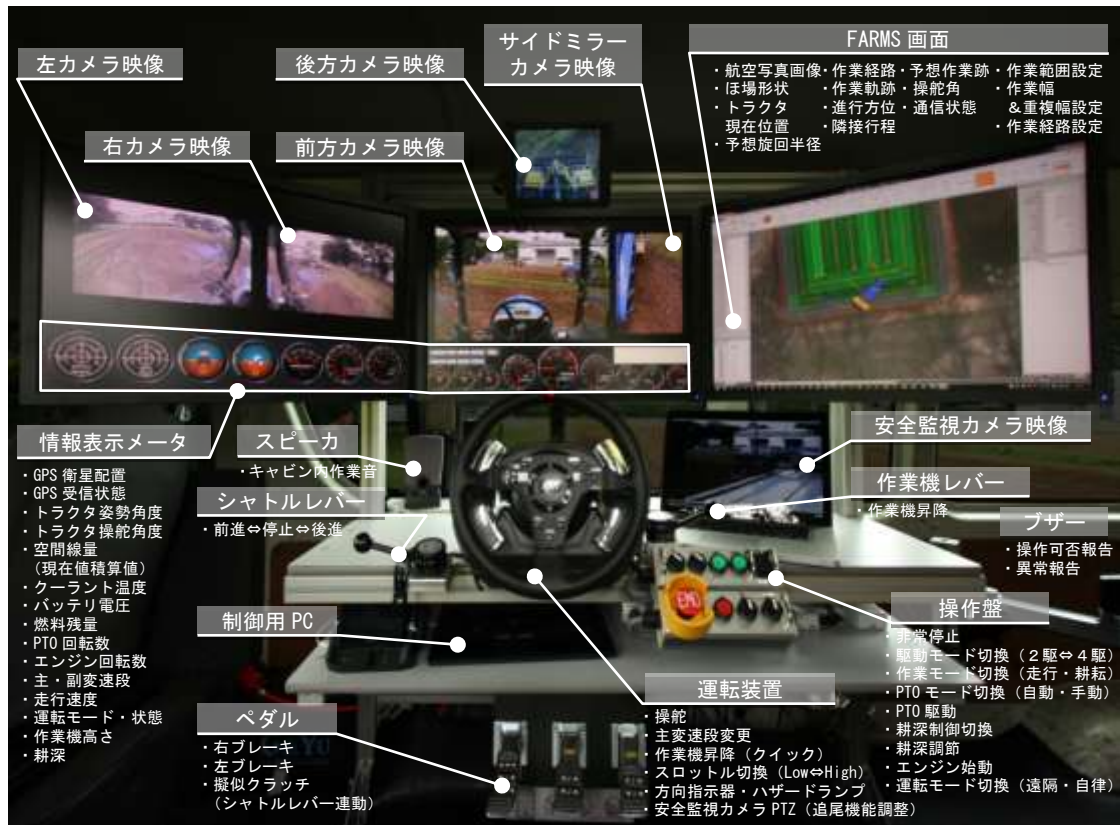 左カメラ映像
右カメラ映像
後方カメラ映像
前方カメラ映像
サイドミラー
カメラ映像
FARMS 画面
・航空写真画像
・ほ場形状
・トラクタ
現在位置
・予想旋回半径
・作業経路
・作業軌跡
・進行方位
・隣接行程
・予想作業跡
・操舵角
・通信状態
・作業範囲設定
・作業幅
＆重複幅設定
・作業経路設定
情報表示メータ
・GPS 衛星配置
・GPS 受信状態
・トラクタ姿勢角度
・トラクタ操舵角度
・空間線量
（現在値積算値）
・クーラント温度
・バッテリ電圧
・燃料残量
・PTO 回転数
・エンジン回転数
・主・副変速段
・走行速度
・運転モード・状態
・作業機高さ
・耕深
スピーカ
・キャビン内作業音
シャトルレバー
・前進⇔停止⇔後進
制御用 PC
ペダル
・右ブレーキ
・左ブレーキ
・擬似クラッチ
（シャトルレバー連動）
安全監視カメラ映像
作業機レバー
・作業機昇降
ブザー
・操作可否報告
・異常報告
操作盤
・非常停止
・駆動モード切換（２駆⇔４駆）
・作業モード切換（走行・耕耘）
・PTO モード切換（自動・手動）
・PTO 駆動
・耕深制御切換
・耕深調節
・エンジン始動
・運転モード切換（遠隔・自律）
運転装置
・操舵
・主変速段変更
・作業機昇降（クイック）
・スロットル切換（Low⇔High）
・方向指示器・ハザードランプ
・安全監視カメラ PTZ（追尾機能調整）